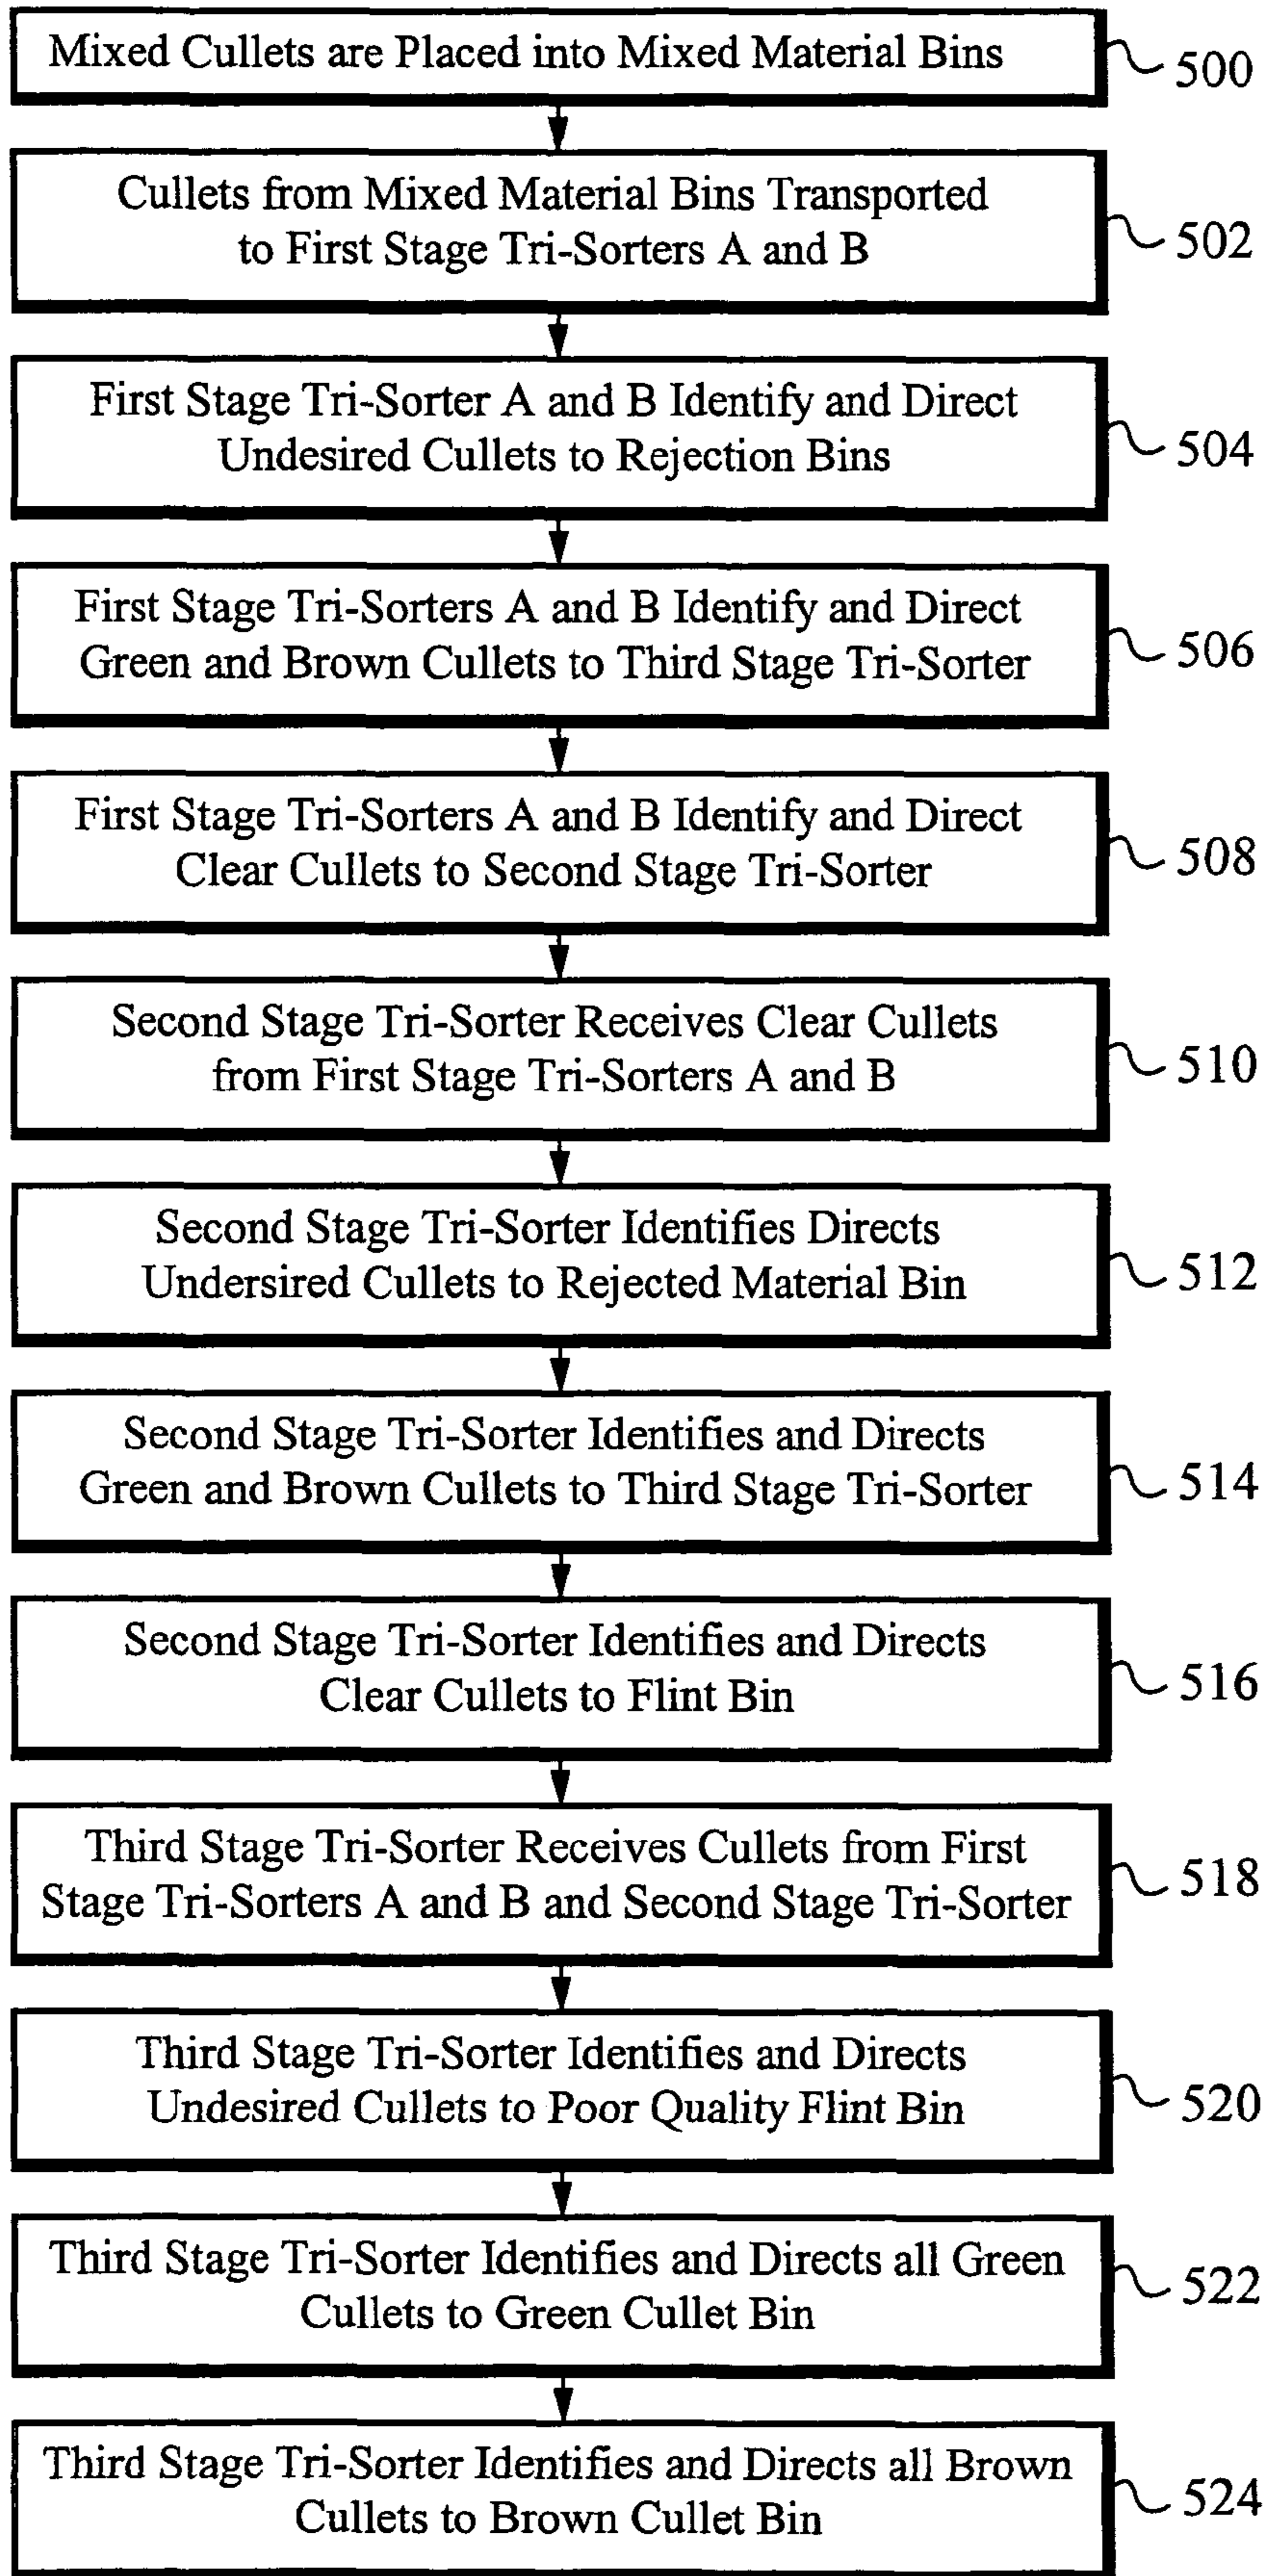 Mixed Cullets are Placed into Mixed Material Bins
500
Cullets from Mixed Material Bins Transported
to First Stage Tri-Sorters A and B
502
First Stage Tri-Sorter A and B Identify and Direct
Undesired Cullets to Rejection Bins
504
First Stage Tri-Sorters A and B Identify and Direct
Green and Brown Cullets to Third Stage Tri-Sorter
506
First Stage Tri-Sorters A and B Identify and Direct
Clear Cullets to Second Stage Tri-Sorter
508
Second Stage Tri-Sorter Receives Clear Cullets
from First Stage Tri-Sorters A and B
510
Second Stage Tri-Sorter Identifies Directs
Undersired Cullets to Rejected Material Bin
512
Second Stage Tri-Sorter Identifies and Directs
Green and Brown Cullets to Third Stage Tri-Sorter
514
Second Stage Tri-Sorter Identifies and Directs
Clear Cullets to Flint Bin
516
Third Stage Tri-Sorter Receives Cullets from First
Stage Tri-Sorters A and B and Second Stage Tri-Sorter
518
Third Stage Tri-Sorter Identifies and Directs
Undesired Cullets to Poor Quality Flint Bin
520
Third Stage Tri-Sorter Identifies and Directs all Green
Cullets to Green Cullet Bin
522
Third Stage Tri-Sorter Identifies and Directs all Brown
Cullets to Brown Cullet Bin
524